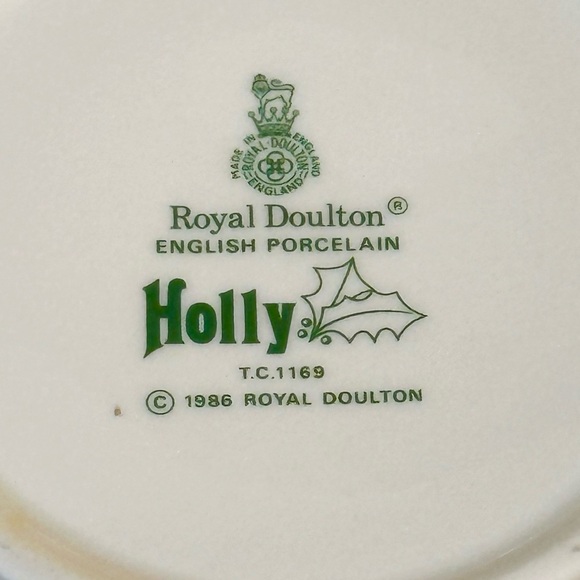 MADE IN ENGLAND
ROYAL·DOULTON
ENGLAND
Royal Doulton®
ENGLISH PORCELAIN
Holly
T.C.1169
© 1986 ROYAL DOULTON